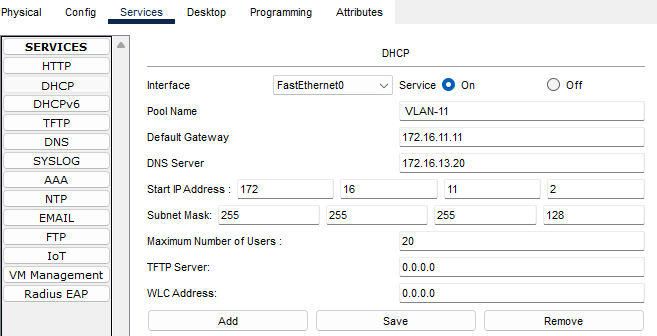 Physical Config Services Desktop Programming Attributes
SERVICES
HTTP
DHCP
DHCPv6
TFTP
DNS
SYSLOG
AAA
NTP
EMAIL
FTP
IoT
VM Management
Radius EAP
DHCP
Interface FastEthernet0 Service On Off
Pool Name VLAN-11
Default Gateway 172.16.11.11
DNS Server 172.16.13.20
Start IP Address : 172 16 11 2
Subnet Mask: 255 255 255 128
Maximum Number of Users : 20
TFTP Server: 0.0.0.0
WLC Address: 0.0.0.0
Add Save Remove